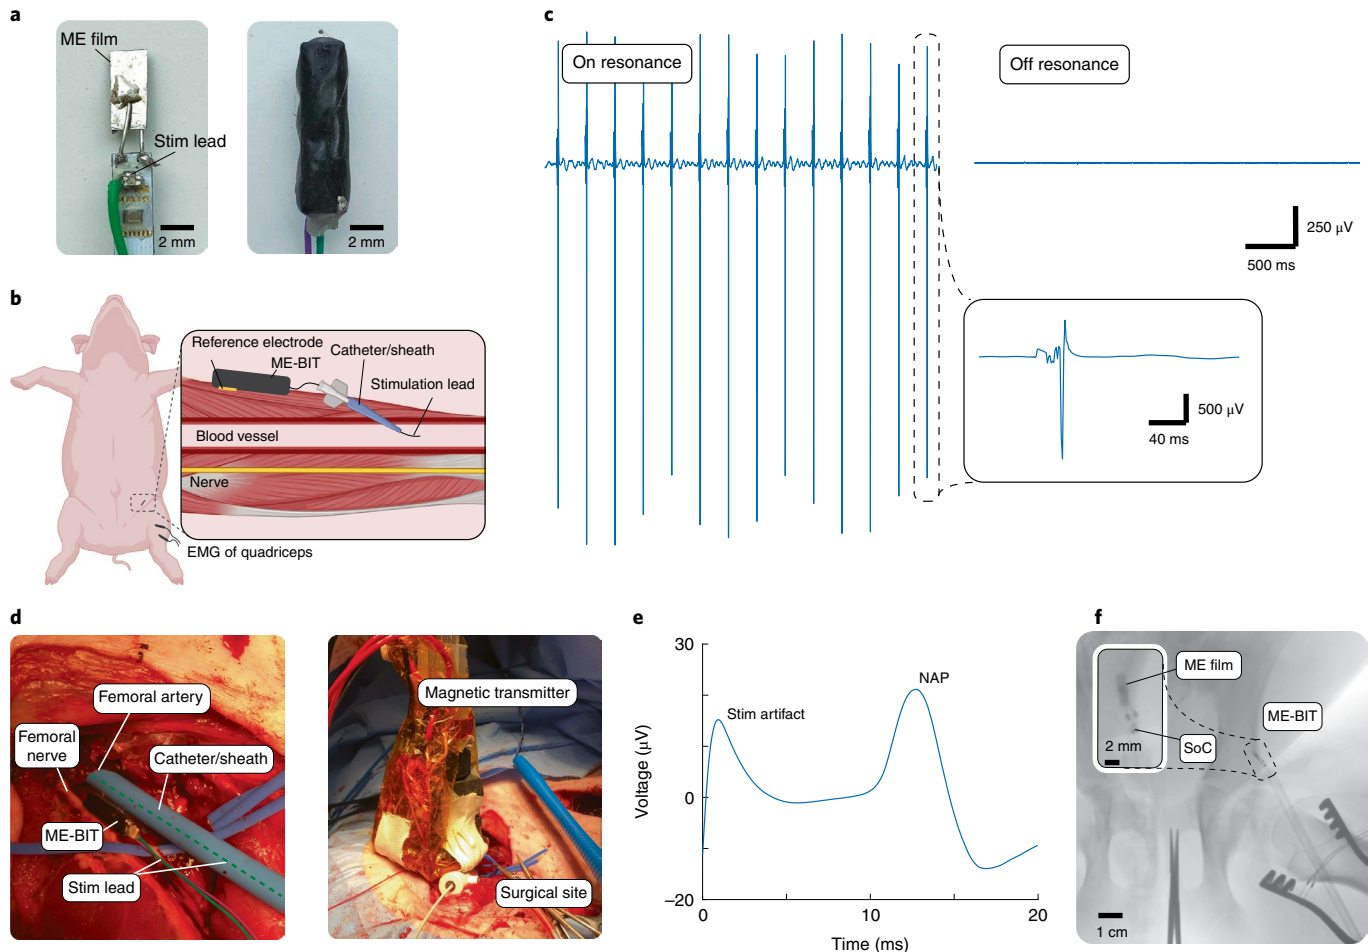 a
ME film
Stim lead
2 mm
2 mm
b
Reference electrode
ME-BIT
Catheter/sheath
Stimulation lead
Blood vessel
Nerve
EMG of quadriceps
c
On resonance
Off resonance
250 µV
500 ms
500 µV
40 ms
d
Femoral artery
Femoral
nerve
Catheter/sheath
ME-BIT
Stim lead
Magnetic transmitter
Surgical site
e
30
NAP
Stim artifact
Voltage (µV)
0
–20
0
10
20
Time (ms)
f
ME film
ME-BIT
SoC
2 mm
1 cm